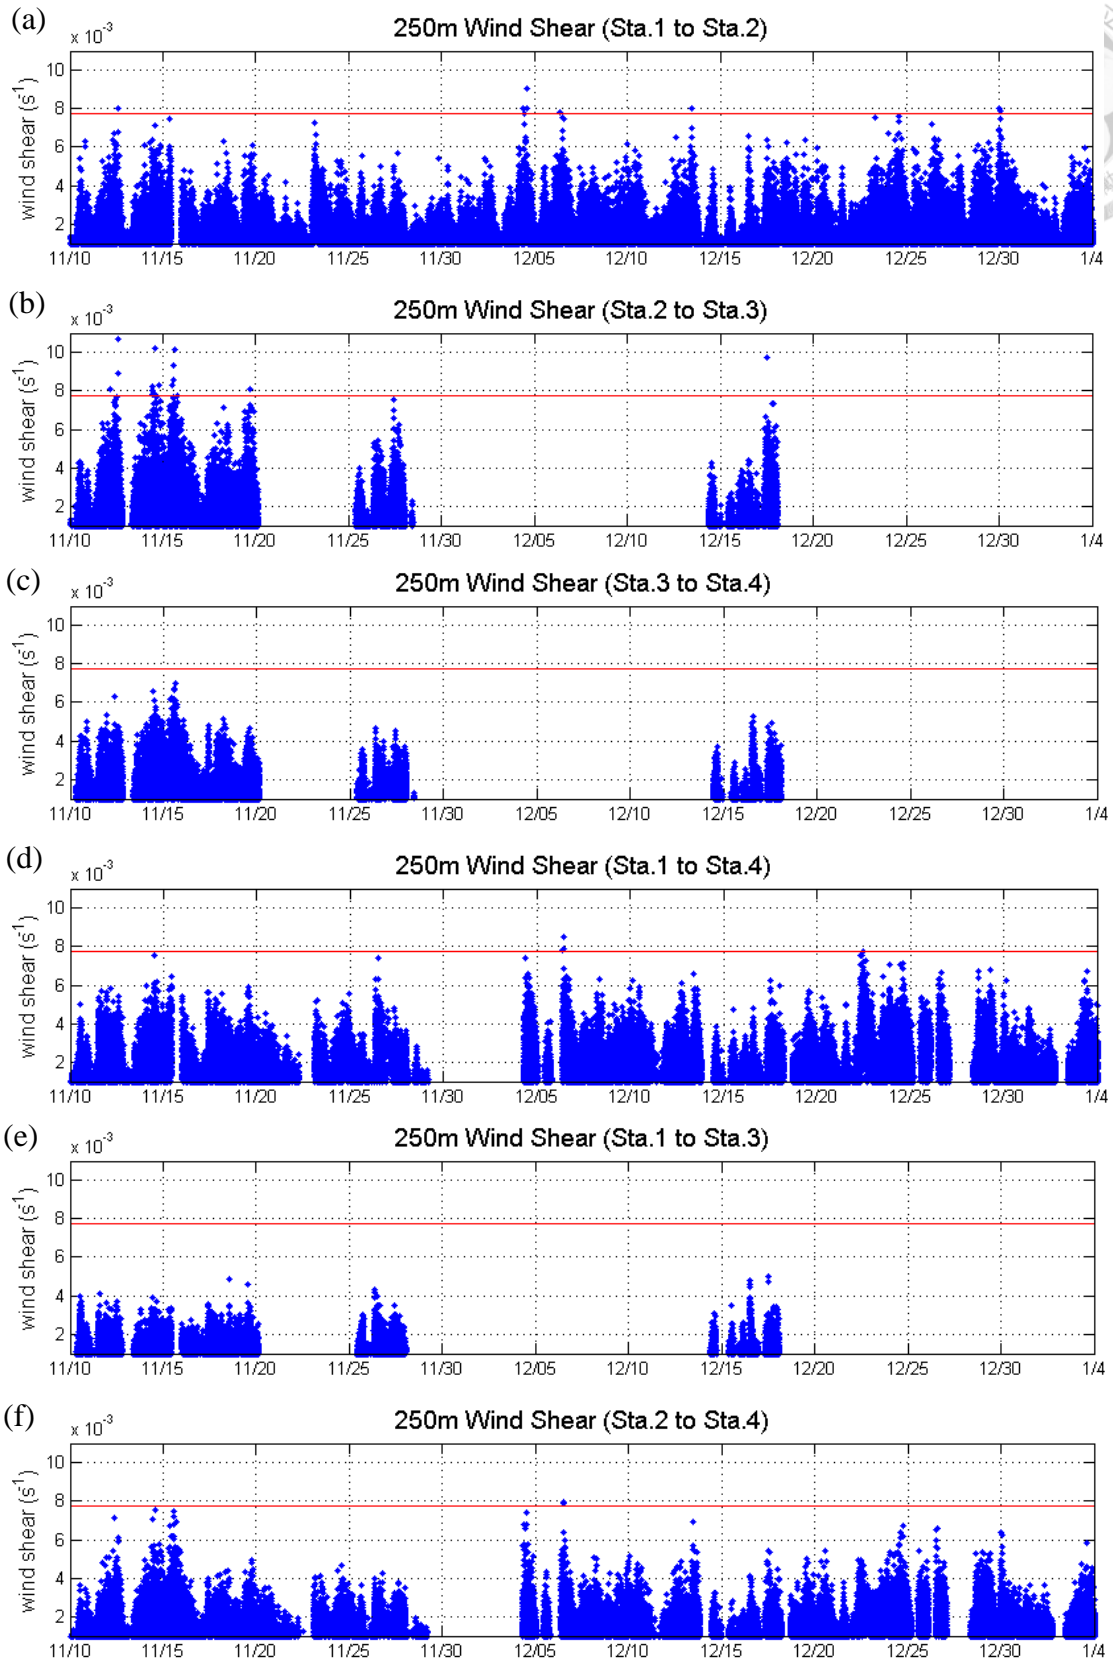 (a)
x 10⁻³
250m Wind Shear (Sta.1 to Sta.2)
wind shear (s⁻¹)
10
8
6
4
2
11/10 11/15 11/20 11/25 11/30 12/05 12/10 12/15 12/20 12/25 12/30 1/4
(b)
x 10⁻³
250m Wind Shear (Sta.2 to Sta.3)
wind shear (s⁻¹)
10
8
6
4
2
11/10 11/15 11/20 11/25 11/30 12/05 12/10 12/15 12/20 12/25 12/30 1/4
(c)
x 10⁻³
250m Wind Shear (Sta.3 to Sta.4)
wind shear (s⁻¹)
10
8
6
4
2
11/10 11/15 11/20 11/25 11/30 12/05 12/10 12/15 12/20 12/25 12/30 1/4
(d)
x 10⁻³
250m Wind Shear (Sta.1 to Sta.4)
wind shear (s⁻¹)
10
8
6
4
2
11/10 11/15 11/20 11/25 11/30 12/05 12/10 12/15 12/20 12/25 12/30 1/4
(e)
x 10⁻³
250m Wind Shear (Sta.1 to Sta.3)
wind shear (s⁻¹)
10
8
6
4
2
11/10 11/15 11/20 11/25 11/30 12/05 12/10 12/15 12/20 12/25 12/30 1/4
(f)
x 10⁻³
250m Wind Shear (Sta.2 to Sta.4)
wind shear (s⁻¹)
10
8
6
4
2
11/10 11/15 11/20 11/25 11/30 12/05 12/10 12/15 12/20 12/25 12/30 1/4